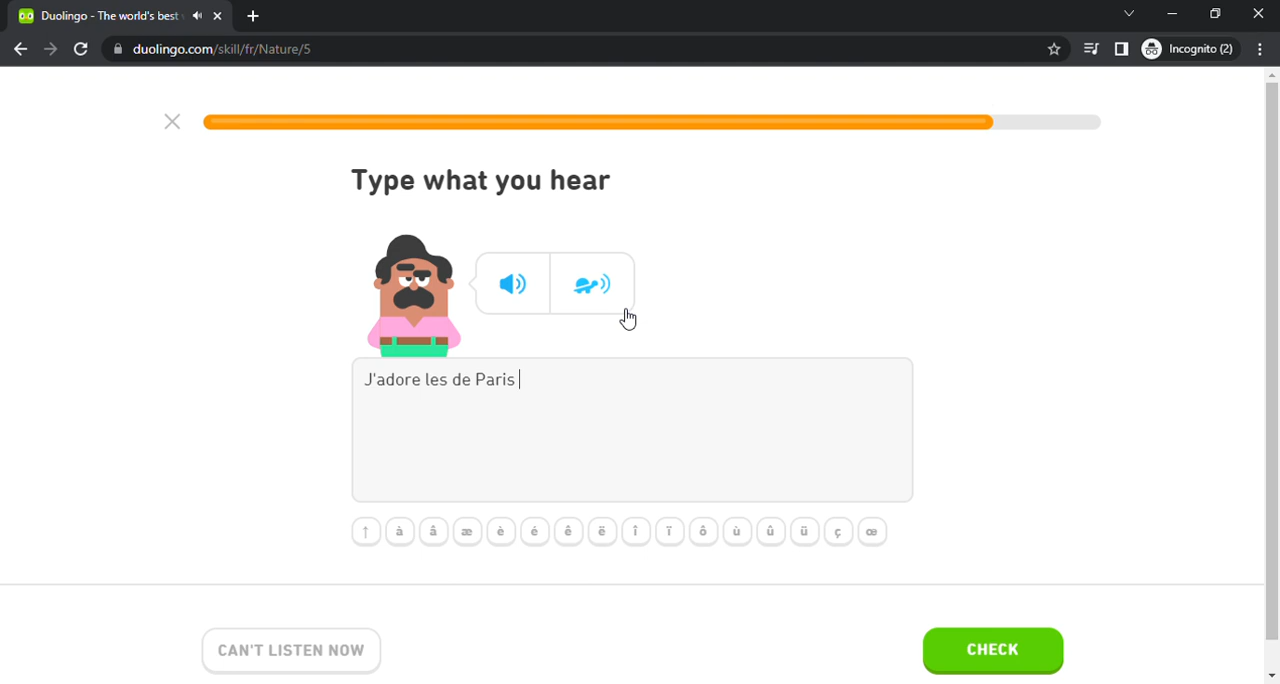 Duolingo - The world's best
duolingo.com/skill/fr/Nature/5
Incognito (2)
Type what you hear
J'adore les de Paris
↑ à â æ è é ê ë î ï ô ù û ü ç œ
CAN'T LISTEN NOW
CHECK